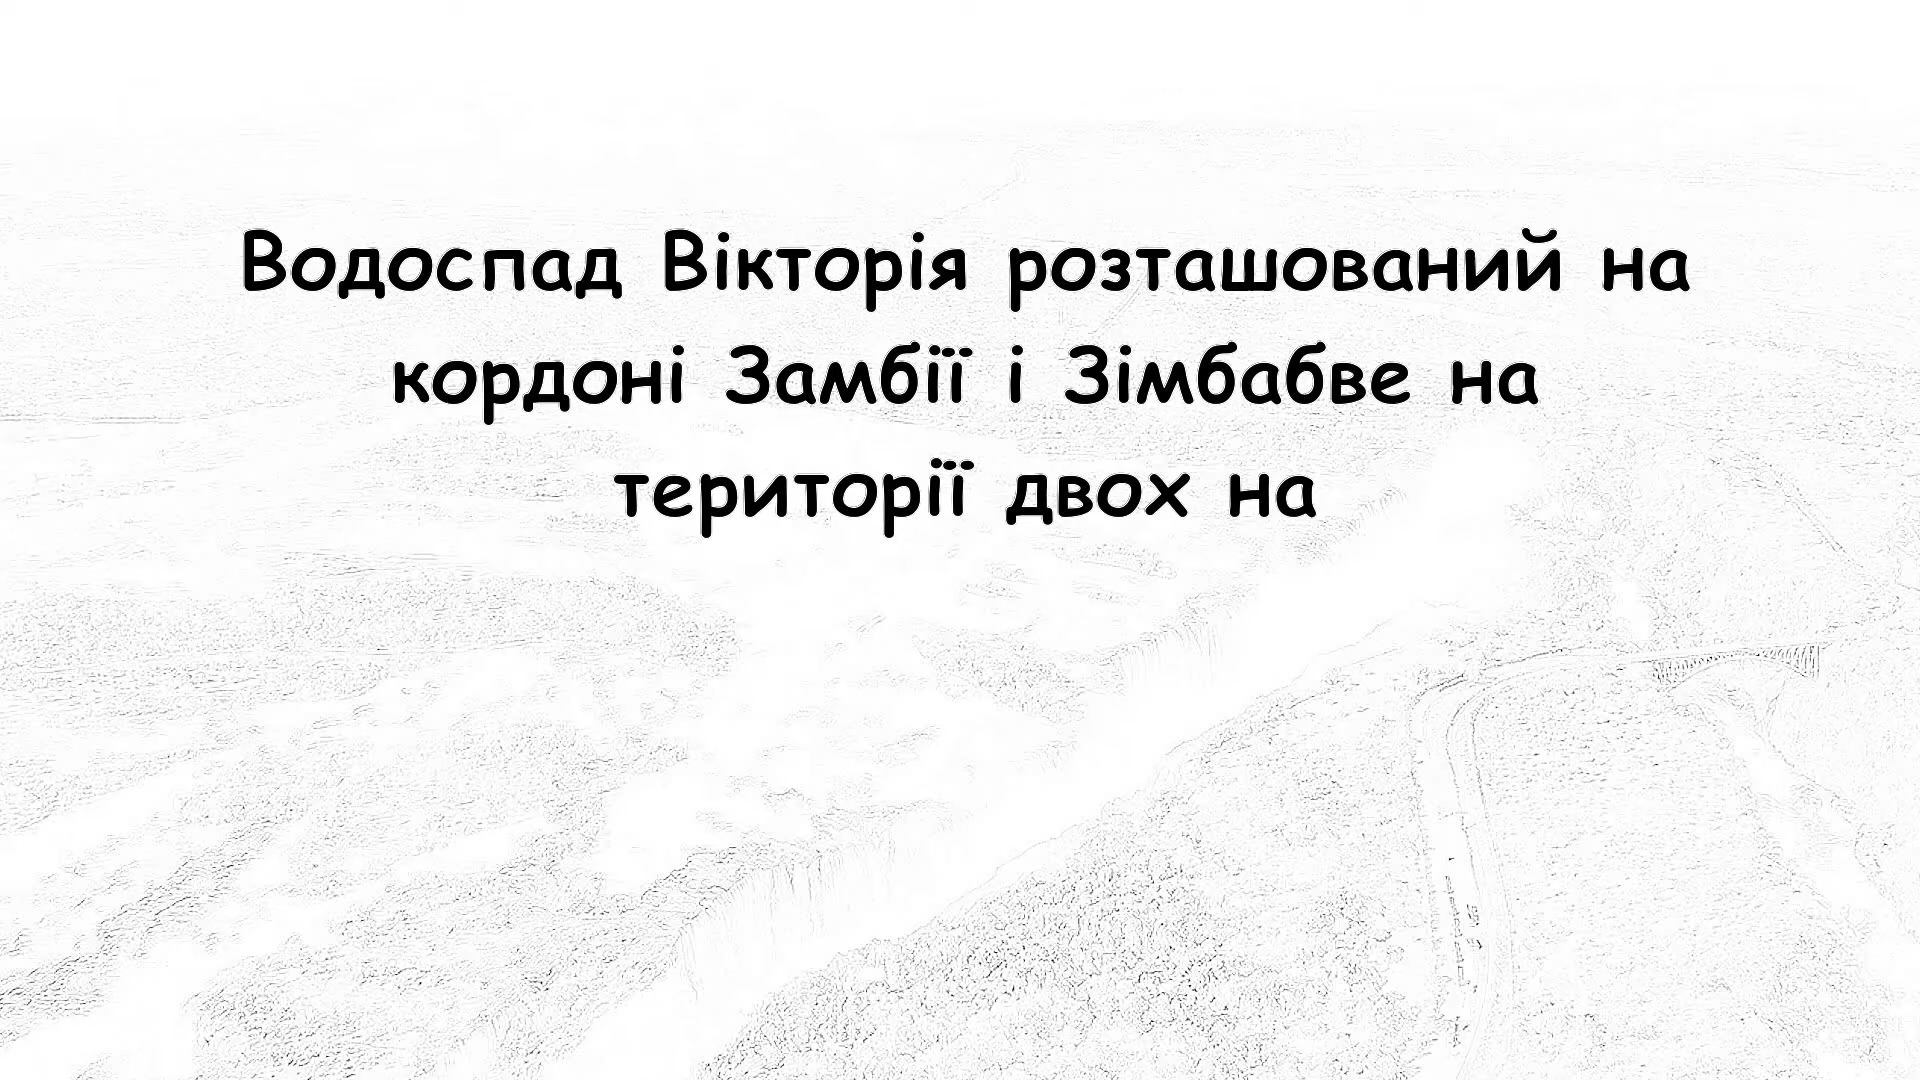 Водоспад Вікторія розташований на
кордоні Замбії і Зімбабве на
території двох на